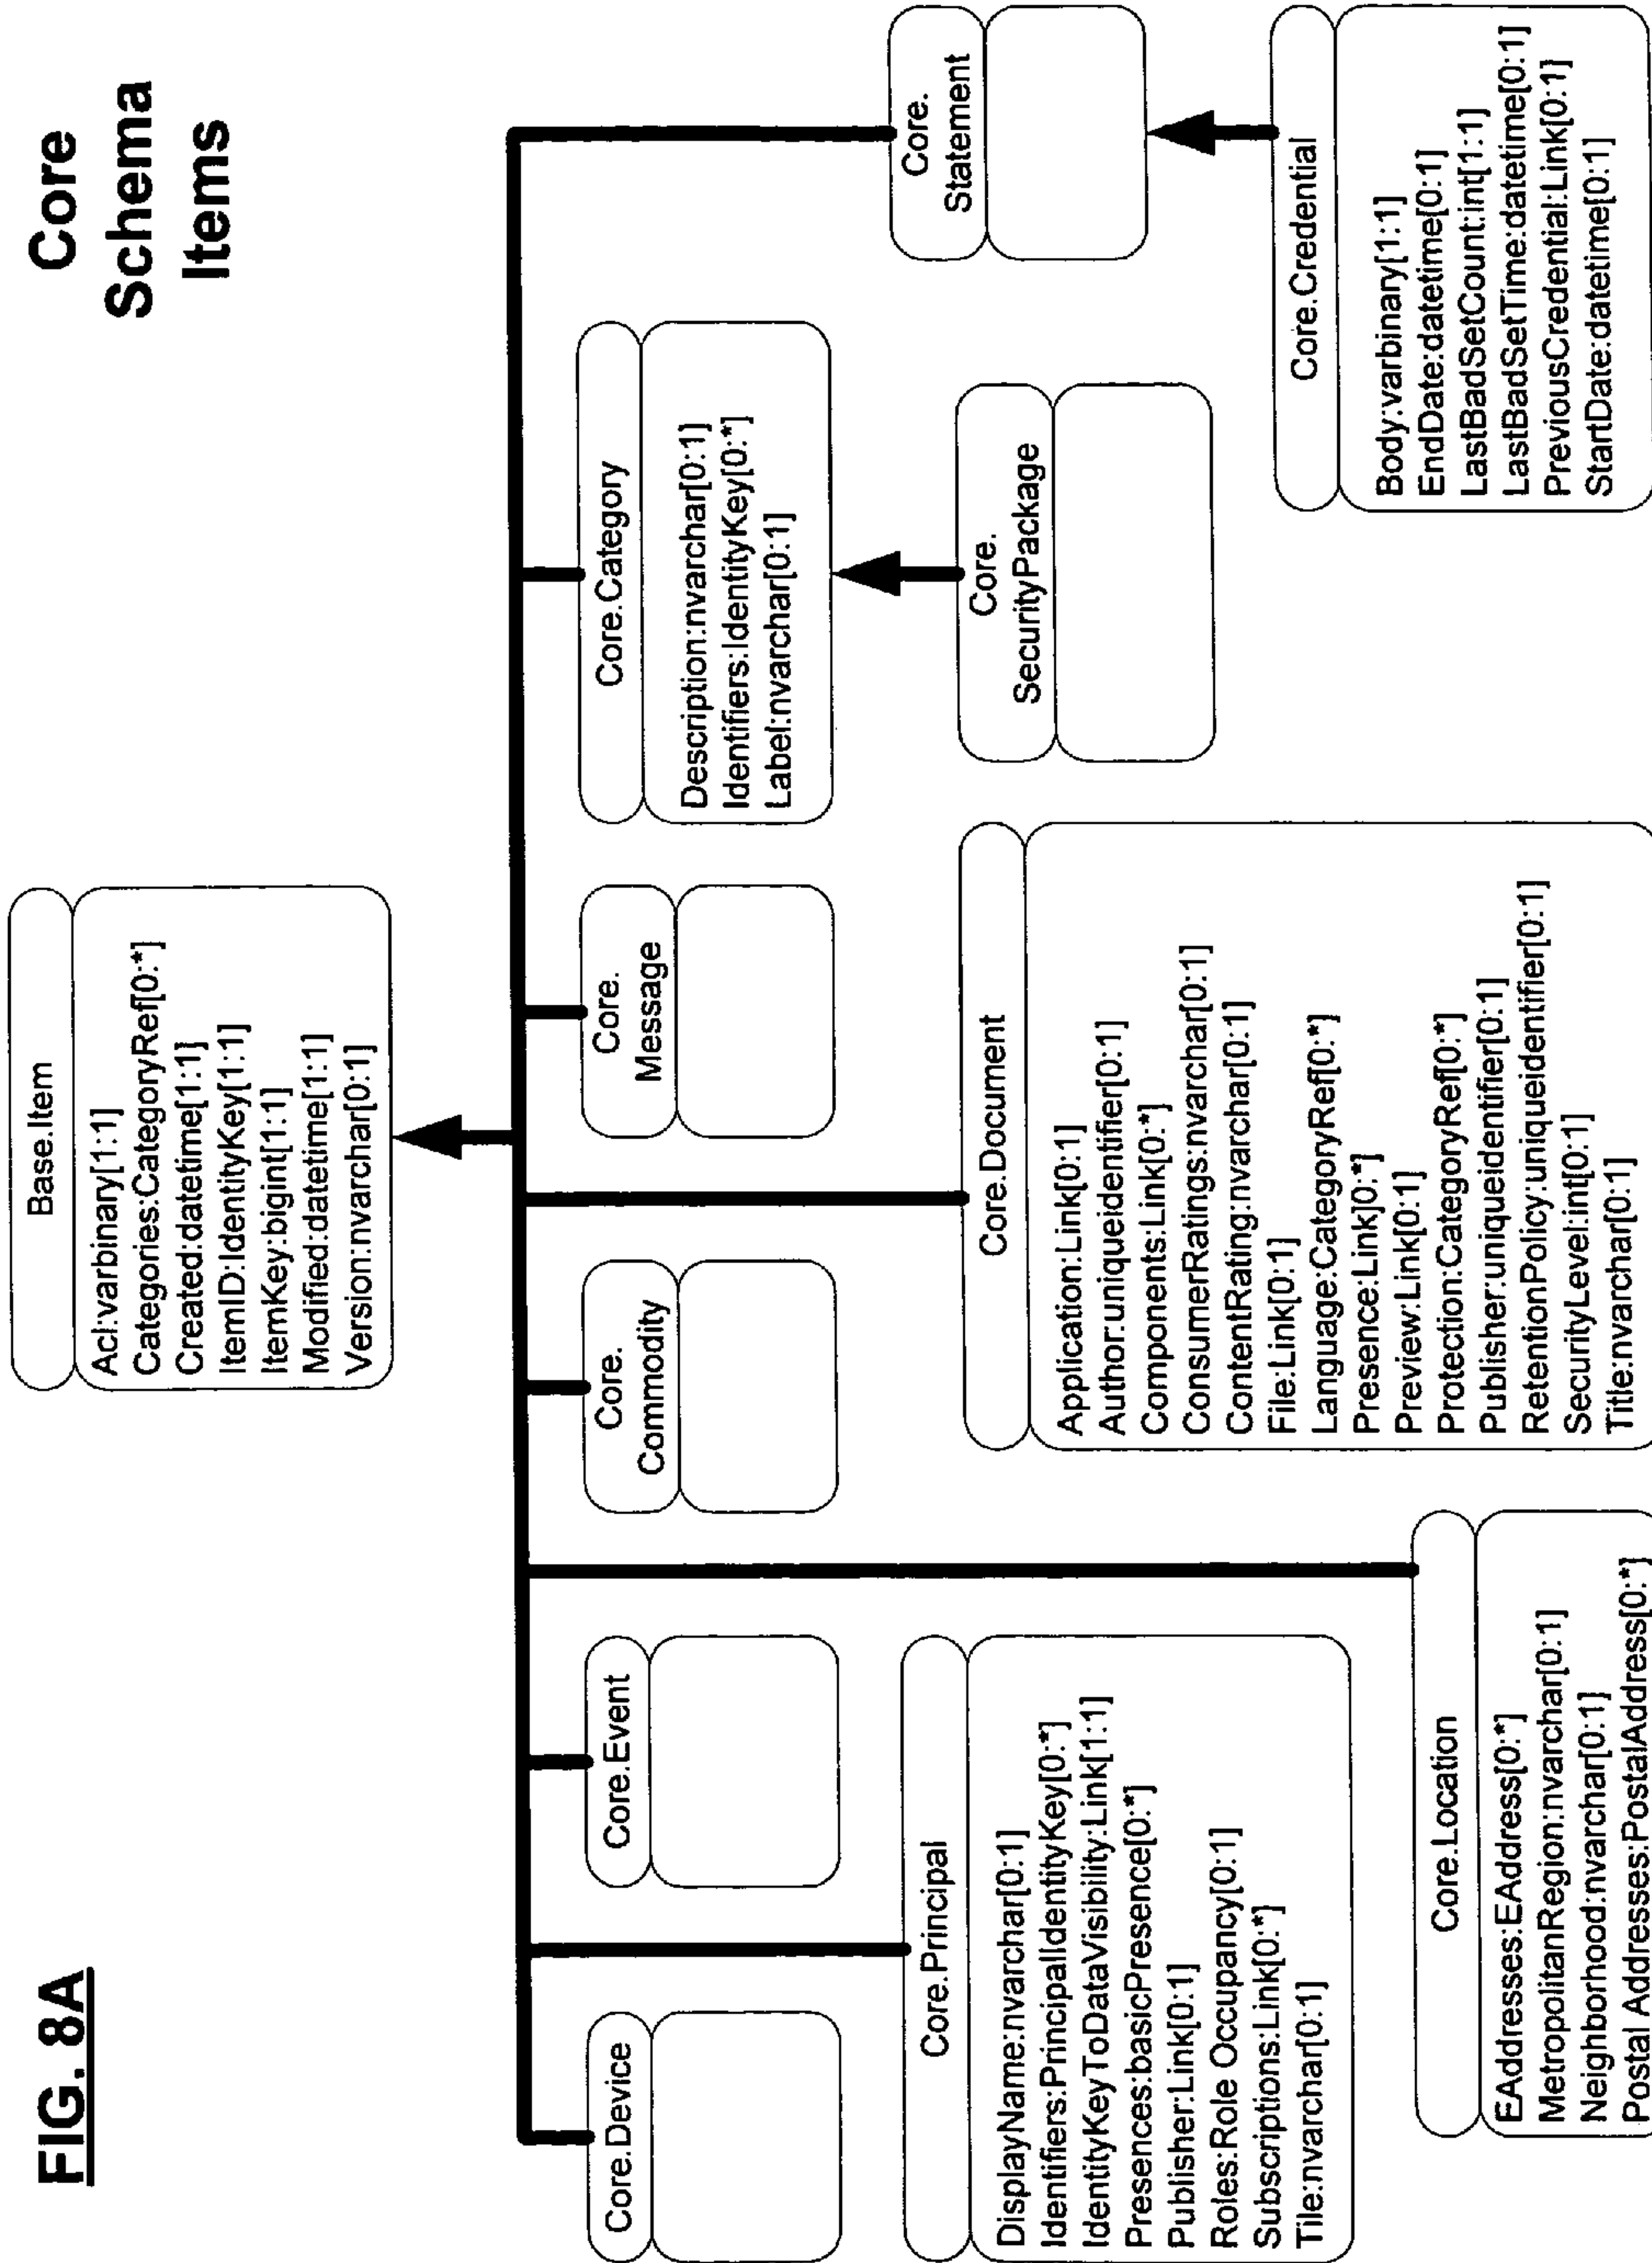 FIG. 8A
Core
Schema
Items
Base.Item
Acl:varbinary[1:1]
Categories:CategoryRef[0:*]
Created:datetime[1:1]
ItemID:IdentityKey[1:1]
ItemKey:bigint[1:1]
Modified:datetime[1:1]
Version:nvarchar[0:1]
Core.Device
Core.Event
Core.
Commodity
Core.
Message
Core.Category
Description:nvarchar[0:1]
Identifiers:IdentityKey[0:*]
Label:nvarchar[0:1]
Core.
Statement
Core.Principal
DisplayName:nvarchar[0:1]
Identifiers:PrincipalIdentityKey[0:*]
IdentityKeyToDataVisibility:Link[1:1]
Presences:basicPresence[0:*]
Publisher:Link[0:1]
Roles:Role Occupancy[0:1]
Subscriptions:Link[0:*]
Tile:nvarchar[0:1]
Core.Document
Application:Link[0:1]
Author:uniqueidentifier[0:1]
Components:Link[0:*]
ConsumerRatings:nvarchar[0:1]
ContentRating:nvarchar[0:1]
File:Link[0:1]
Language:CategoryRef[0:*]
Presence:Link]0:*]
Preview:Link[0:1]
Protection:CategoryRef[0:*]
Publisher:uniqueidentifier[0:1]
RetentionPolicy:uniqueidentifier[0:1]
SecurityLevel:int[0:1]
Title:nvarchar[0:1]
Core.
SecurityPackage
Core.Credential
Body:varbinary[1:1]
EndDate:datetime[0:1]
LastBadSetCount:int[1:1]
LastBadSetTime:datetime[0:1]
PreviousCredential:Link[0:1]
StartDate:datetime[0:1]
Core.Location
EAddresses:EAddress[0:*]
MetropolitanRegion:nvarchar[0:1]
Neighborhood:nvarchar[0:1]
Postal Addresses:PostalAddress[0:*]